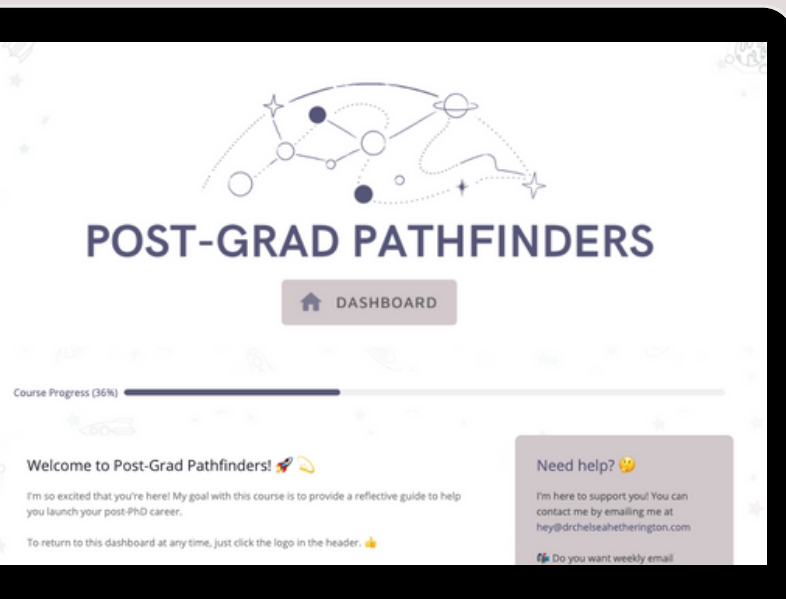 POST-GRAD PATHFINDERS
DASHBOARD
Course Progress (36%)
Welcome to Post-Grad Pathfinders! 🚀 💫
I'm so excited that you're here! My goal with this course is to provide a reflective guide to help
you launch your post-PhD career.
To return to this dashboard at any time, just click the logo in the header. 👍
Need help? 🤔
I'm here to support you! You can
contact me by emailing me at
hey@drchelseahetherington.com
📬 Do you want weekly email